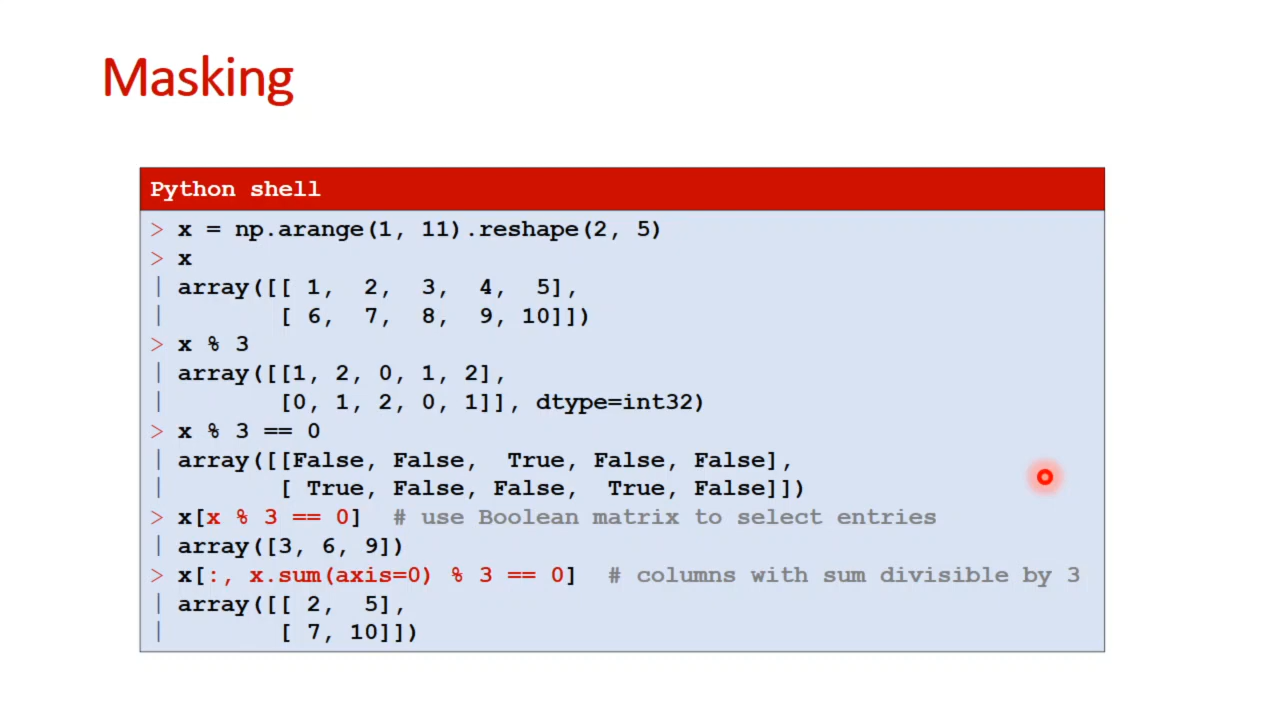 Masking
Python shell
> x = np.arange(1, 11).reshape(2, 5)
> x
| array([[ 1,  2,  3,  4,  5],
|        [ 6,  7,  8,  9, 10]])
> x % 3
| array([[1, 2, 0, 1, 2],
|        [0, 1, 2, 0, 1]], dtype=int32)
> x % 3 == 0
| array([[False, False,  True, False, False],
|        [ True, False, False,  True, False]])
> x[x % 3 == 0]  # use Boolean matrix to select entries
| array([3, 6, 9])
> x[:, x.sum(axis=0) % 3 == 0]  # columns with sum divisible by 3
| array([[ 2,  5],
|        [ 7, 10]])